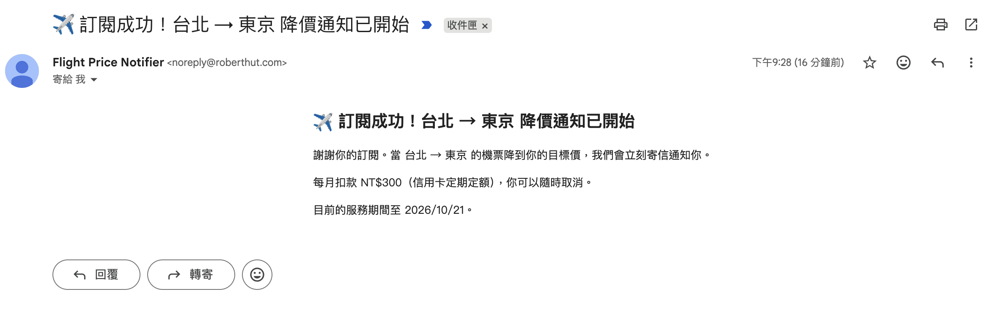 ✈️ 訂閱成功！台北 → 東京 降價通知已開始
收件匣 ×
Flight Price Notifier <noreply@roberthut.com>
下午9:28 (16 分鐘前)
寄給 我
✈️ 訂閱成功！台北 → 東京 降價通知已開始
謝謝你的訂閱。當 台北 → 東京 的機票降到你的目標價，我們會立刻寄信通知你。
每月扣款 NT$300（信用卡定期定額），你可以隨時取消。
目前的服務期間至 2026/10/21。
回覆
轉寄